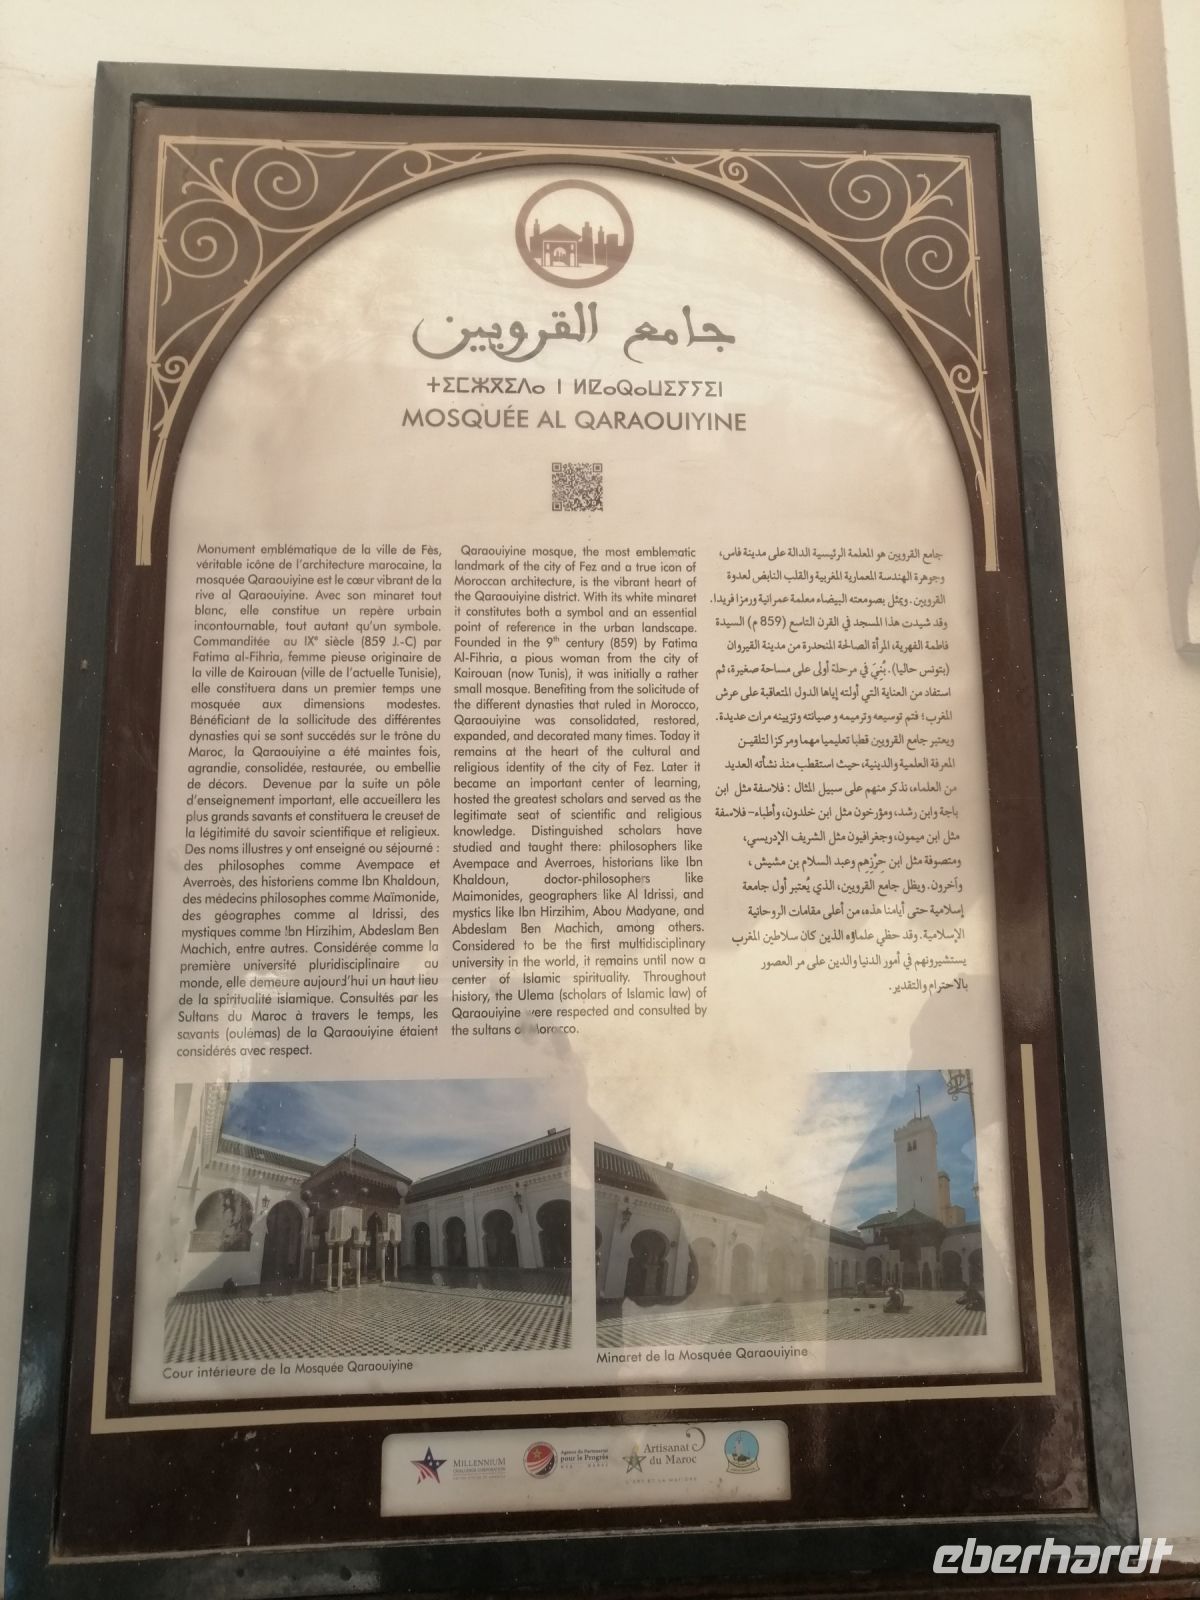 جامع القرويين
ⵜⵉⵎⵣⴳⵉⴷⴰ ⵏ ⵍⵇⴰⵕⴰⵡⵉⵢⵢⵉⵏ
MOSQUÉE AL QARAOUIYINE
Monument emblématique de la ville de Fès,
véritable icône de l'architecture marocaine, la
mosquée Qaraouiyine est le cœur vibrant de la
rive al Qaraouiyine. Avec son minaret tout
blanc, elle constitue un repère urbain
incontournable, tout autant qu'un symbole.
Commanditée au IXe siècle (859 J.-C) par
Fatima al-Fihria, femme pieuse originaire de
la ville de Kairouan (ville de l'actuelle Tunisie),
elle constituera dans un premier temps une
mosquée aux dimensions modestes.
Bénéficiant de la sollicitude des différentes
dynasties qui se sont succédés sur le trône du
Maroc, la Qaraouiyine a été maintes fois,
agrandie, consolidée, restaurée, ou embellie
de décors. Devenue par la suite un pôle
d'enseignement important, elle accueillera les
plus grands savants et constituera le creuset de
la légitimité du savoir scientifique et religieux.
Des noms illustres y ont enseigné ou séjourné :
des philosophes comme Avempace et
Averroès, des historiens comme Ibn Khaldoun,
des médecins philosophes comme Maïmonide,
des géographes comme al Idrissi, des
mystiques comme Ibn Hirzihim, Abdeslam Ben
Machich, entre autres. Considérée comme la
première université pluridisciplinaire au
monde, elle demeure aujourd'hui un haut lieu
de la spiritualité islamique. Consultés par les
Sultans du Maroc à travers le temps, les
savants (oulémas) de la Qaraouiyine étaient
considérés avec respect.
Qaraouiyine mosque, the most emblematic
landmark of the city of Fez and a true icon of
Moroccan architecture, is the vibrant heart of
the Qaraouiyine district. With its white minaret
it constitutes both a symbol and an essential
point of reference in the urban landscape.
Founded in the 9th century (859) by Fatima
Al-Fihria, a pious woman from the city of
Kairouan (now Tunis), it was initially a rather
small mosque. Benefiting from the solicitude of
the different dynasties that ruled in Morocco,
Qaraouiyine was consolidated, restored,
expanded, and decorated many times. Today it
remains at the heart of the cultural and
religious identity of the city of Fez. Later it
became an important center of learning,
hosted the greatest scholars and served as the
legitimate seat of scientific and religious
knowledge. Distinguished scholars have
studied and taught there: philosophers like
Avempace and Averroes, historians like Ibn
Khaldoun, doctor-philosophers like
Maimonides, geographers like Al Idrissi, and
mystics like Ibn Hirzihim, Abou Madyane, and
Abdeslam Ben Machich, among others.
Considered to be the first multidisciplinary
university in the world, it remains until now a
center of Islamic spirituality. Throughout
history, the Ulema (scholars of Islamic law) of
Qaraouiyine were respected and consulted by
the sultans of Morocco.
جامع القرويين هو المعلمة الرئيسية الدالة على مدينة فاس،
وجوهرة الهندسة المعمارية المغربية والقلب النابض لعدوة
القرويين. ويمثل بصومعته البيضاء معلمة عمرانية ورمزا فريدا.
وقد شيدت هذا المسجد في القرن التاسع (859 م) السيدة
فاطمة الفهرية، المرأة الصالحة المنحدرة من مدينة القيروان
(بتونس حاليا). بُنيَ في مرحلة أولى على مساحة صغيرة، ثم
استفاد من العناية التي أولته إياها الدول المتعاقبة على عرش
المغرب؛ فتم توسيعه وترميمه و صيانته وتزيينه مرات عديدة.
ويعتبر جامع القرويين قطبا تعليميا مهما ومركزا لتلقين
المعرفة العلمية والدينية، حيث استقطب منذ نشأته العديد
من العلماء، نذكر منهم على سبيل المثال : فلاسفة مثل ابن
باجة وابن رشد، ومؤرخون مثل ابن خلدون، وأطباء- فلاسفة
مثل ابن ميمون، وجغرافيون مثل الشريف الإدريسي،
ومتصوفة مثل ابن حِرْزِهِم وعبد السلام بن مشيش ،
وآخرون. ويظل جامع القرويين، الذي يُعتبر أول جامعة
إسلامية حتى أيامنا هذه، من أعلى مقامات الروحانية
الإسلامية. وقد حظي علماؤه الذين كان سلاطين المغرب
يستشيرونهم في أمور الدنيا والدين على مر العصور
بالاحترام والتقدير.
Cour intérieure de la Mosquée Qaraouiyine
Minaret de la Mosquée Qaraouiyine
MILLENNIUM
CHALLENGE CORPORATION
UNITED STATES OF AMERICA
Agence du Partenariat
pour le Progrès
MCA MAROC
Artisanat
du Maroc
L'ART ET LA MATIÈRE
eberhardt